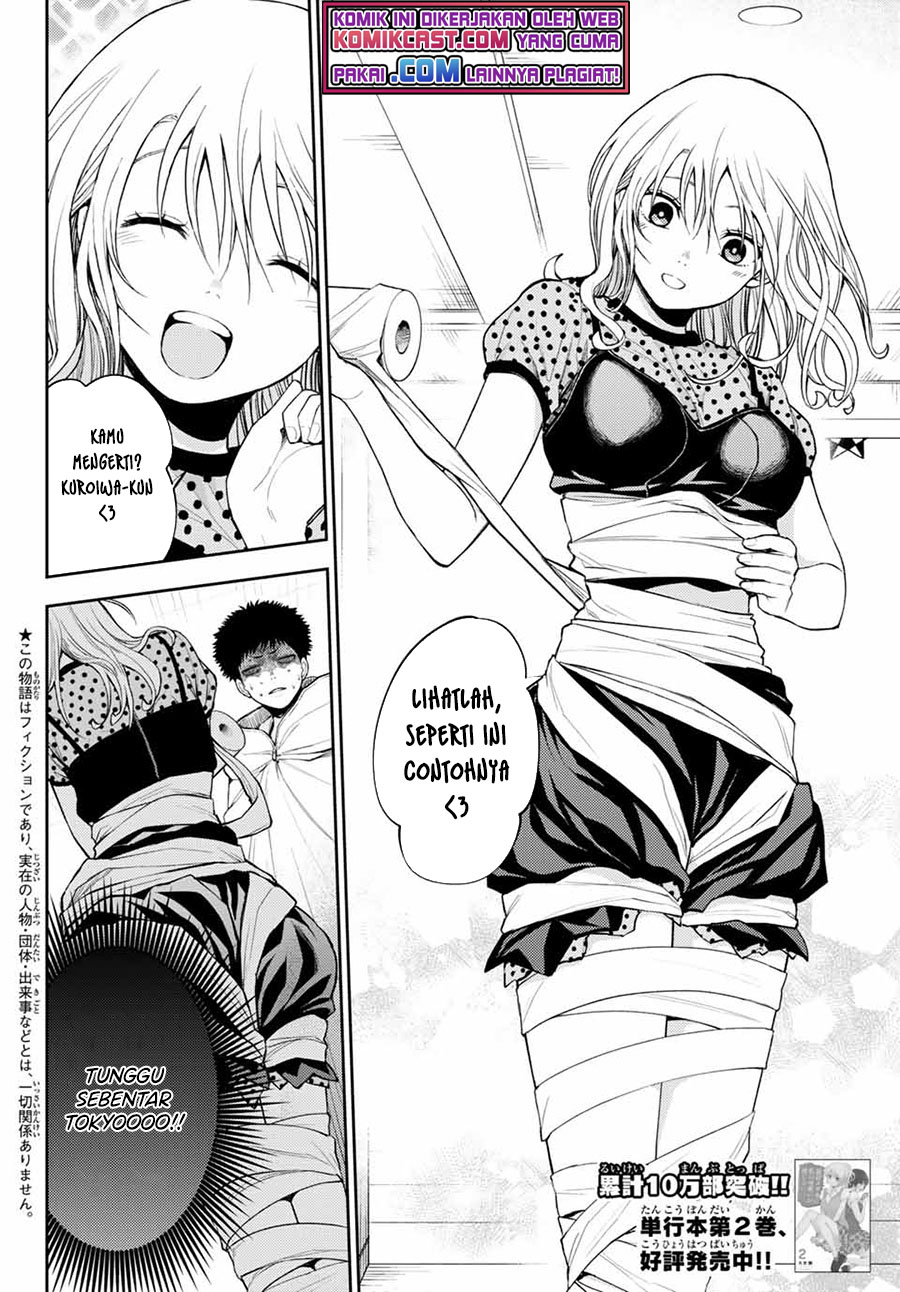 KOMIK INI DIKERJAKAN OLEH WEB
KOMIKCAST.COM YANG CUMA
PAKAI .COM LAINNYA PLAGIAT!
KAMU
MENGERTI?
KUROIWA-KUN
<3
LIHATLAH,
SEPERTI INI
CONTOHNYA
<3
TUNGGU
SEBENTAR
TOKYOOOO!!
★この物語はフィクションであり、実在の人物・団体・出来事などとは、一切関係ありません。
累計10万部突破!!
単行本第2巻、
好評発売中!!
2